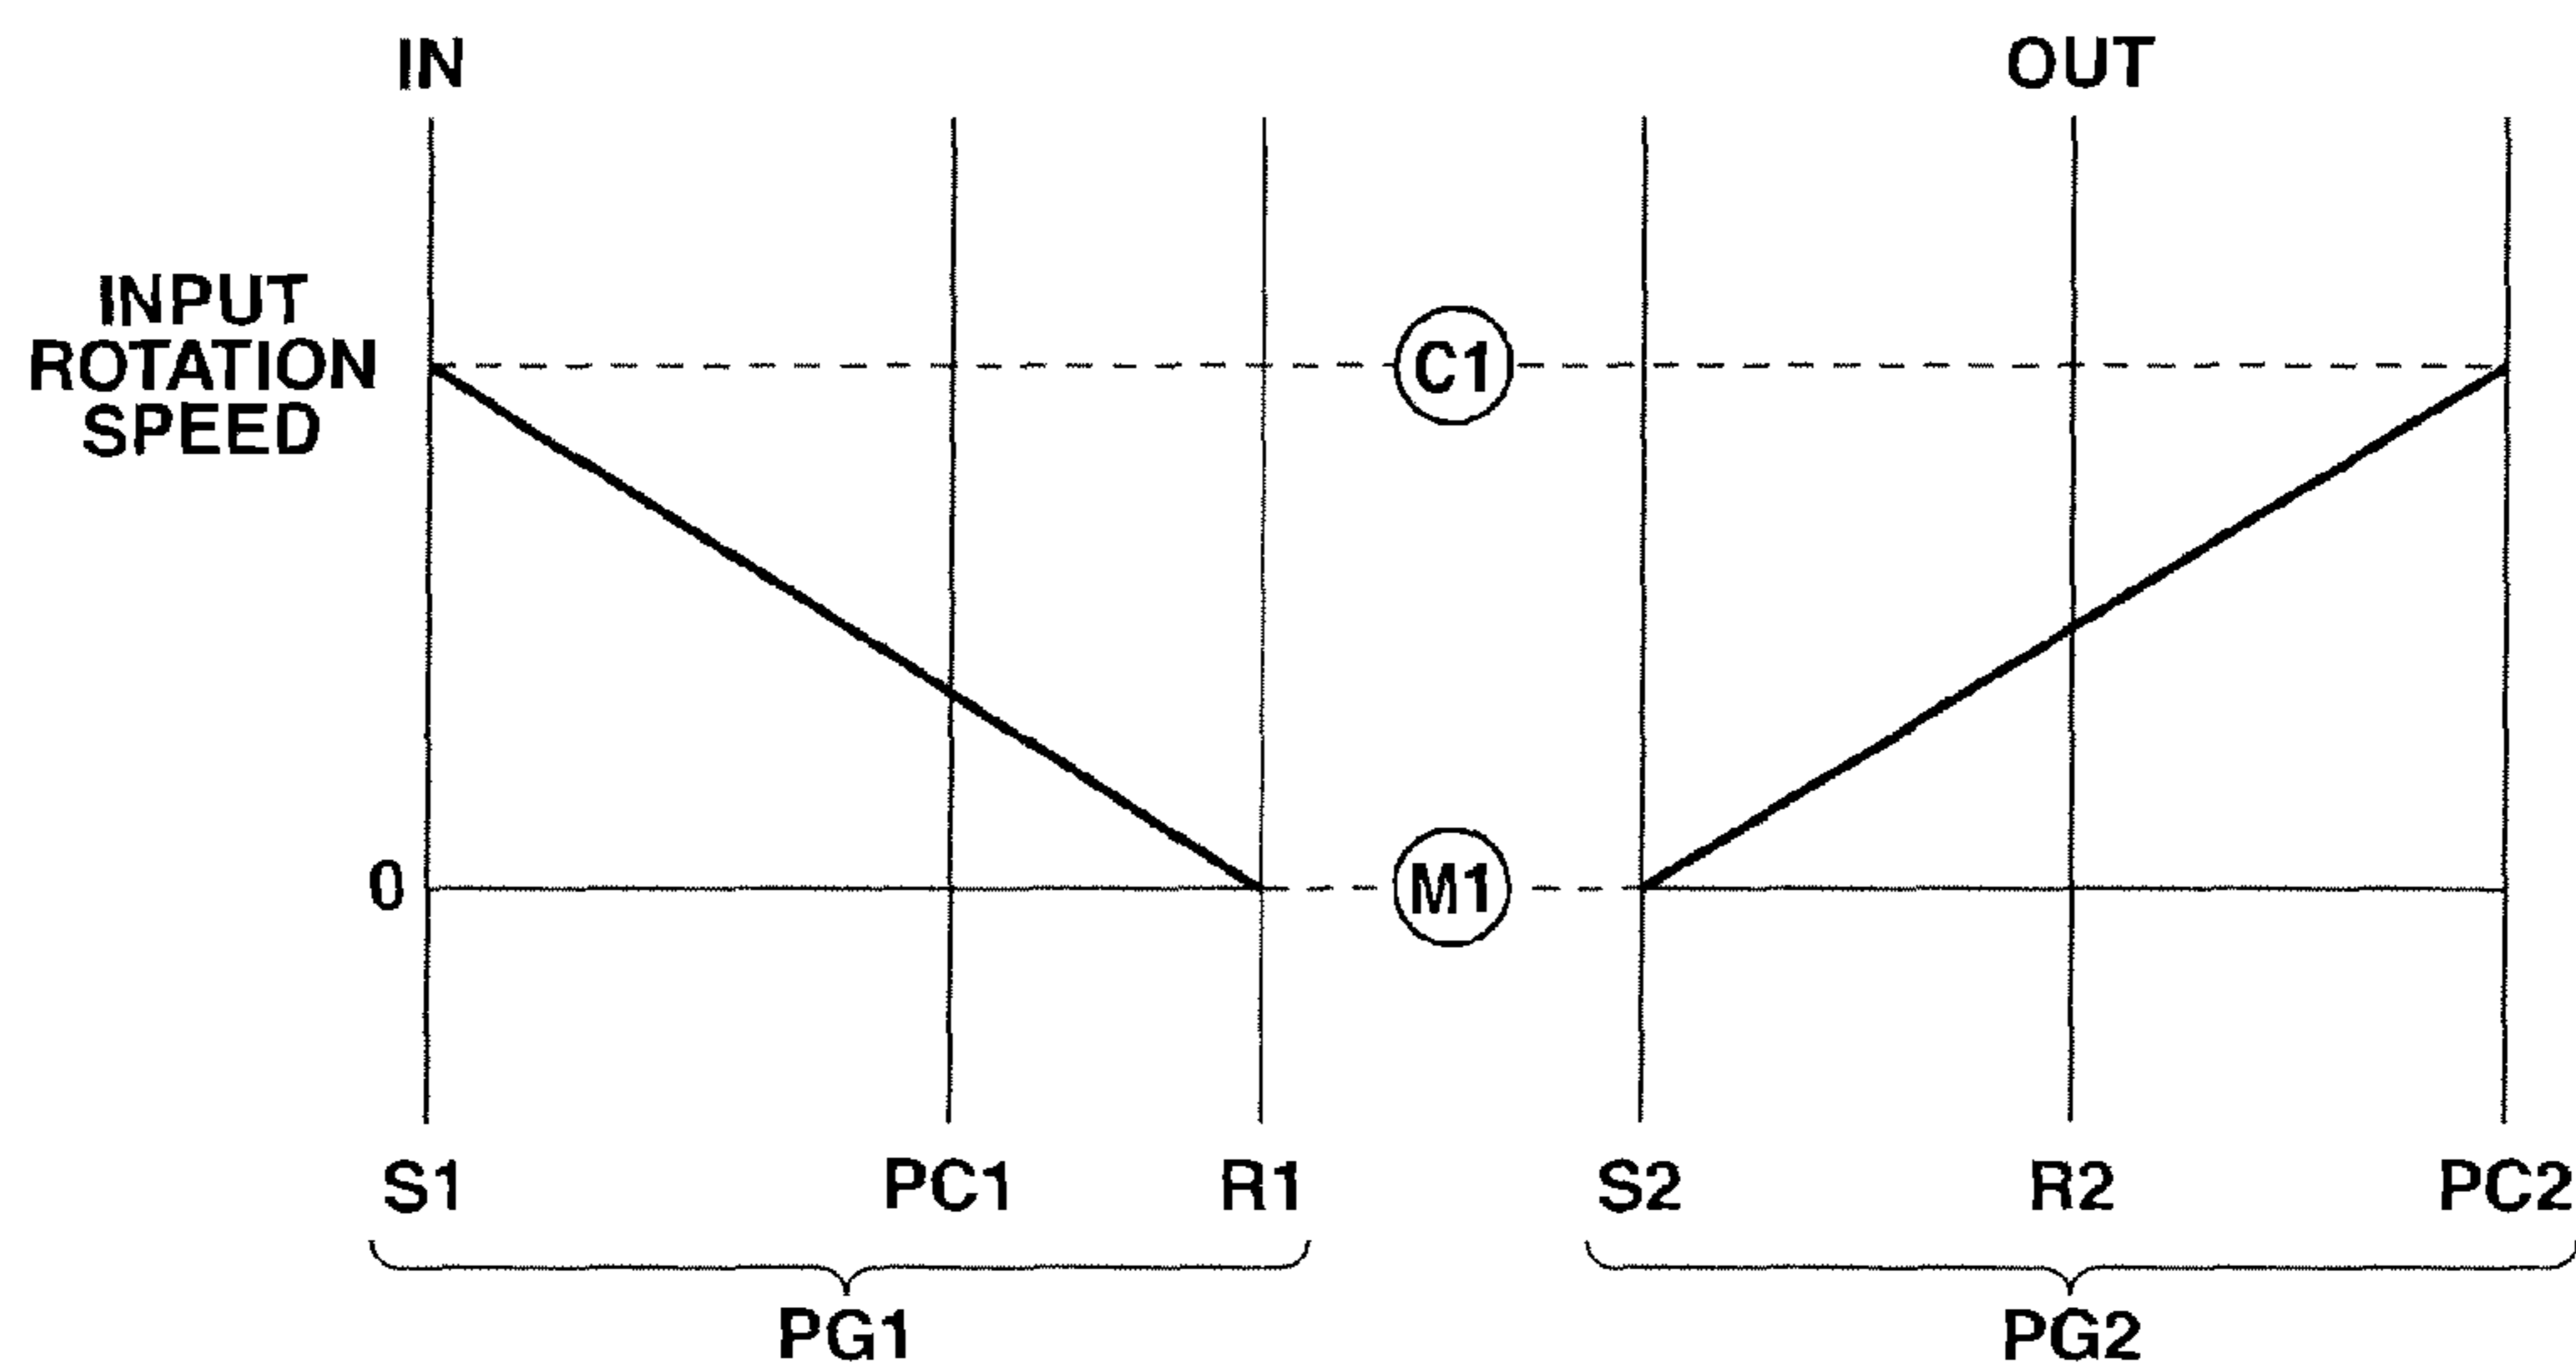 IN
OUT
INPUT
ROTATION
SPEED
C1
0
M1
S1
PC1
R1
S2
R2
PC2
PG1
PG2